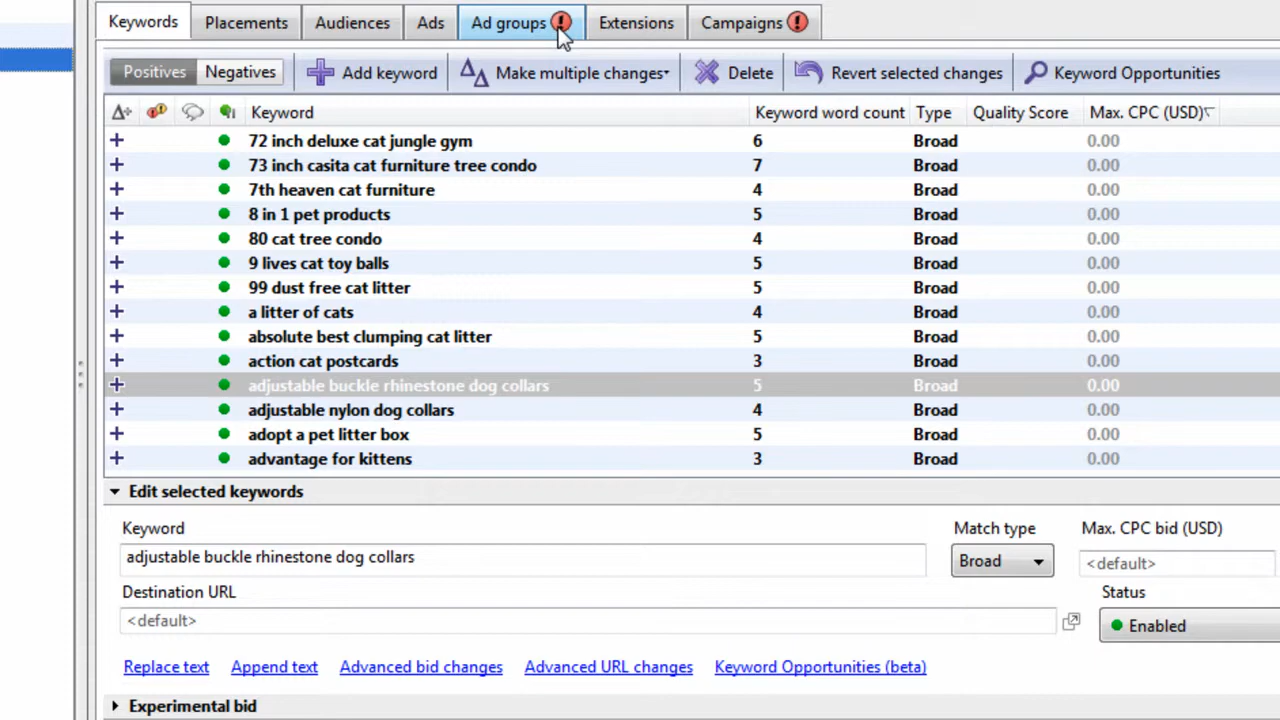 Keywords Placements Audiences Ads Ad groups Extensions Campaigns
Positives Negatives Add keyword Make multiple changes Delete Revert selected changes Keyword Opportunities
Keyword Keyword word count Type Quality Score Max. CPC (USD)
72 inch deluxe cat jungle gym 6 Broad 0.00
73 inch casita cat furniture tree condo 7 Broad 0.00
7th heaven cat furniture 4 Broad 0.00
8 in 1 pet products 5 Broad 0.00
80 cat tree condo 4 Broad 0.00
9 lives cat toy balls 5 Broad 0.00
99 dust free cat litter 5 Broad 0.00
a litter of cats 4 Broad 0.00
absolute best clumping cat litter 5 Broad 0.00
action cat postcards 3 Broad 0.00
adjustable buckle rhinestone dog collars 5 Broad 0.00
adjustable nylon dog collars 4 Broad 0.00
adopt a pet litter box 5 Broad 0.00
advantage for kittens 3 Broad 0.00
Edit selected keywords
Keyword Match type Max. CPC bid (USD)
adjustable buckle rhinestone dog collars Broad <default>
Destination URL Status
<default> Enabled
Replace text Append text Advanced bid changes Advanced URL changes Keyword Opportunities (beta)
Experimental bid